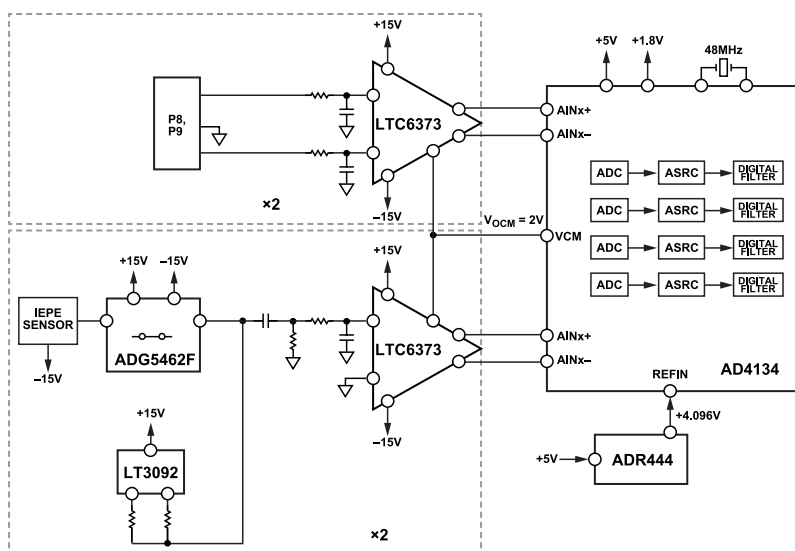 +15V
+5V
+1.8V
48MHz
P8,
P9
LTC6373
AINx+
AINx–
ADC
ASRC
DIGITAL
FILTER
–15V
×2
VOCM = 2V
VCM
ADC
ASRC
DIGITAL
FILTER
ADC
ASRC
DIGITAL
FILTER
ADC
ASRC
DIGITAL
FILTER
+15V
–15V
+15V
IEPE
SENSOR
ADG5462F
LTC6373
AINx+
AINx–
–15V
REFIN
AD4134
+15V
–15V
+4.096V
LT3092
+5V
ADR444
×2